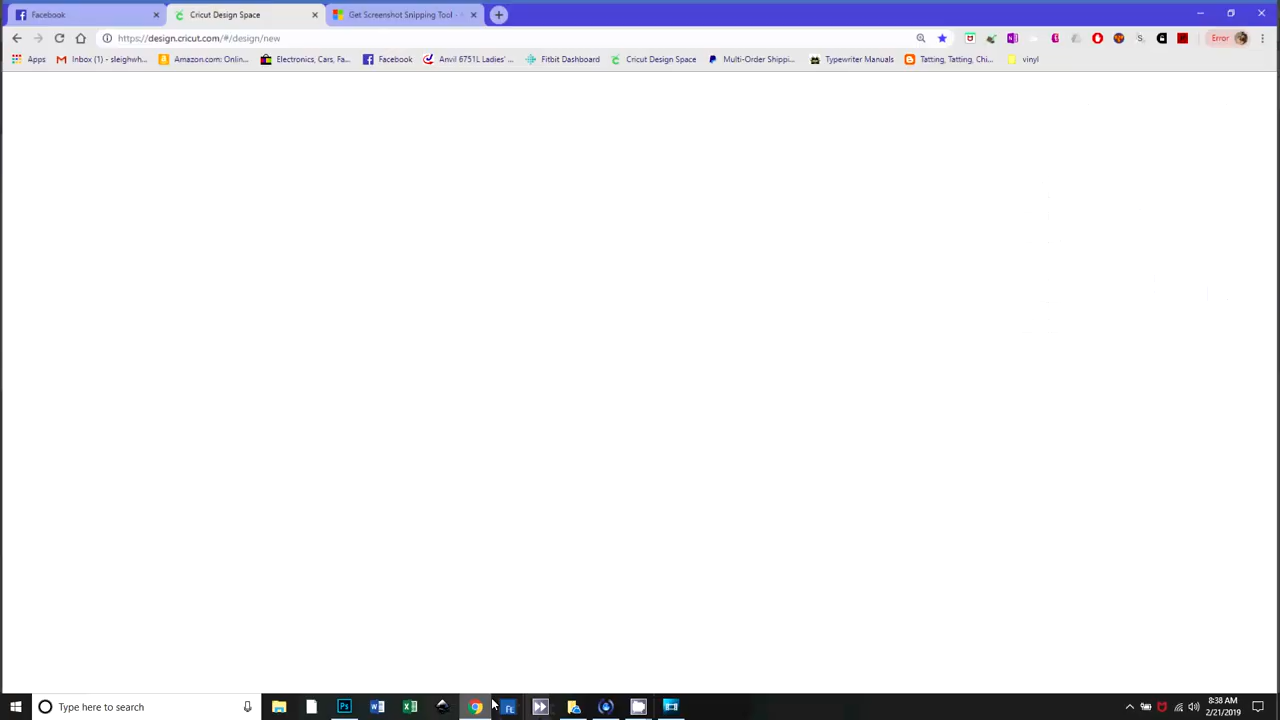 Facebook
Cricut Design Space
Get Screenshot Snipping Tool -
https://design.cricut.com/#/design/new
Error
Apps
Inbox (1) - sleighwh...
Amazon.com: Onlin...
Electronics, Cars, Fa...
Facebook
Anvil 6751L Ladies' ...
Fitbit Dashboard
Cricut Design Space
Multi-Order Shippi...
Typewriter Manuals
Tatting, Tatting, Chi...
vinyl
Type here to search
8:38 AM
2/21/2019